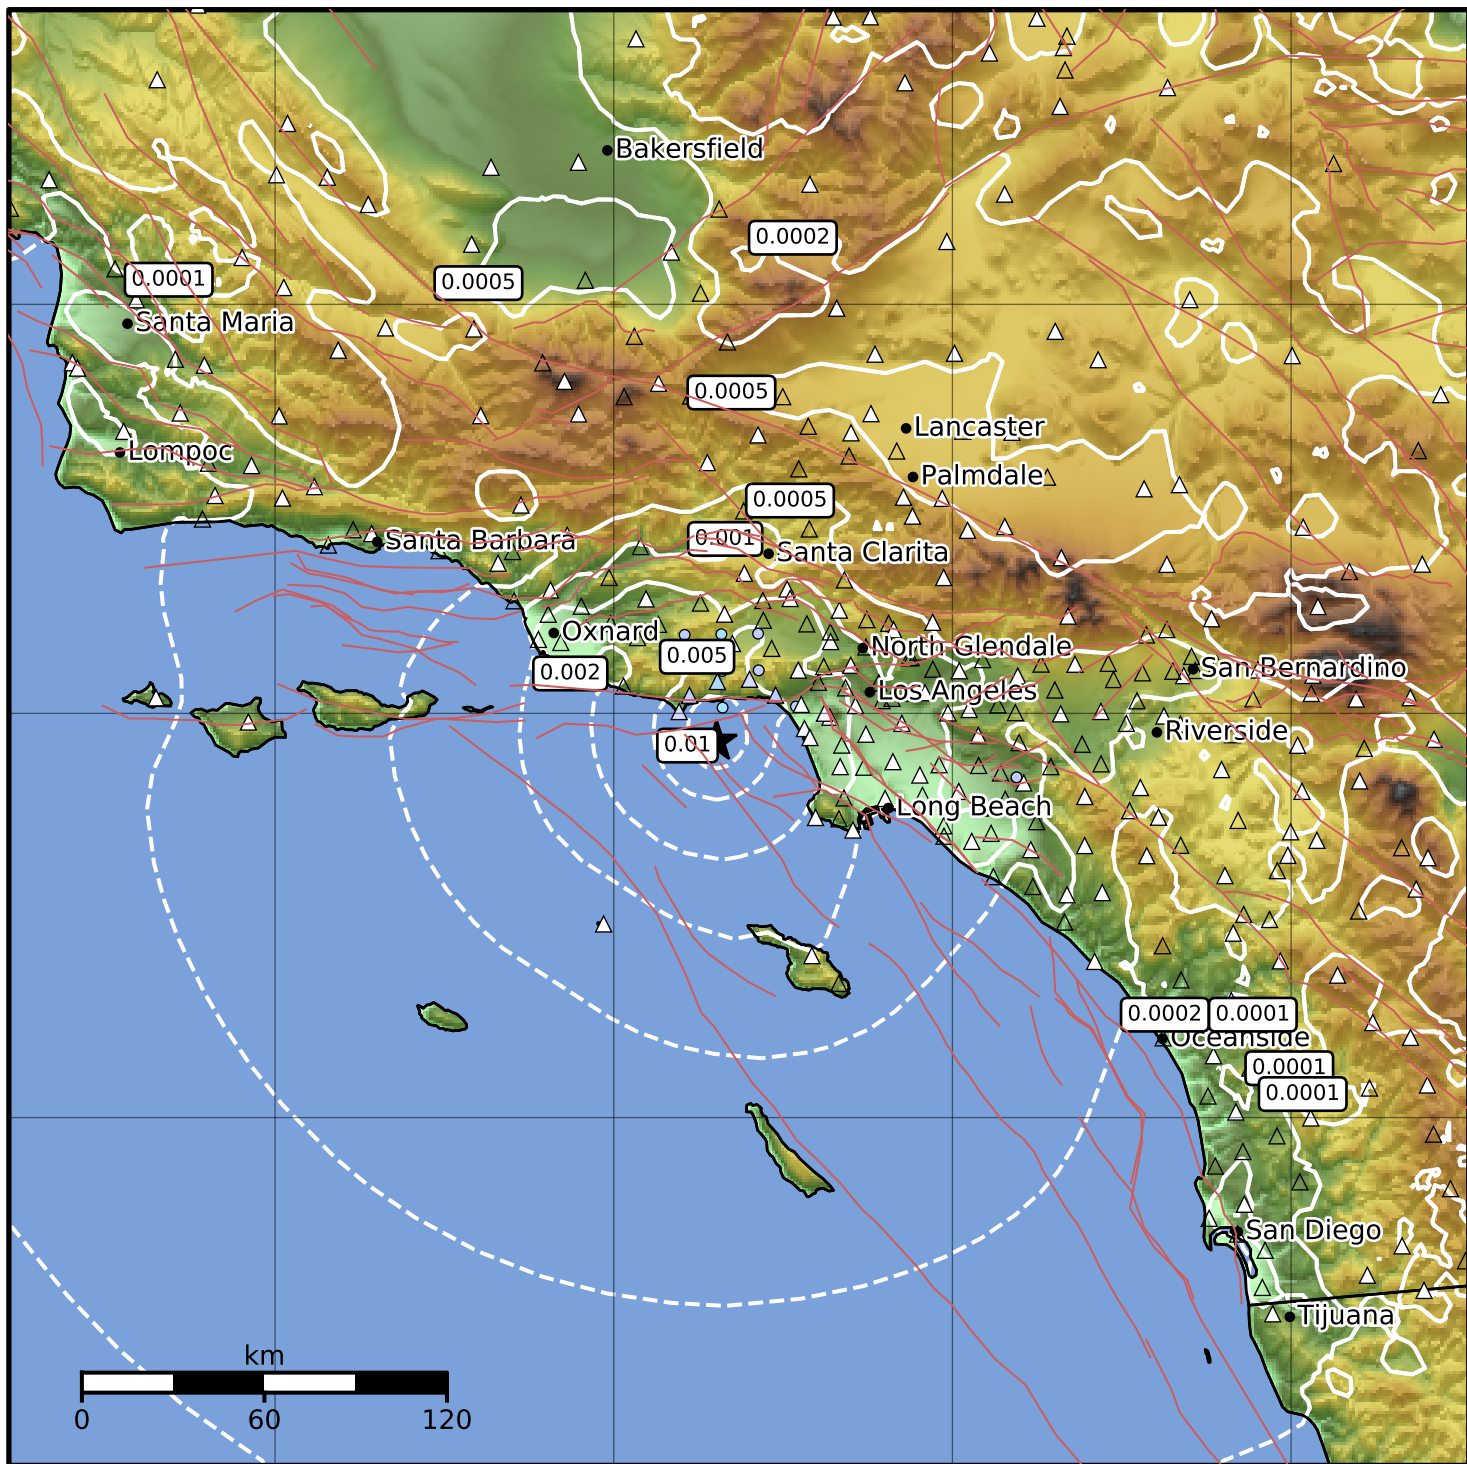 Bakersfield
0.0002
0.0001
0.0005
Santa Maria
0.0005
Lancaster
Lompoc
Palmdale
0.0005
0.001
Santa Barbara
Santa Clarita
Oxnard
North Glendale
0.005
San Bernardino
0.002
Los Angeles
Riverside
0.01
Long Beach
0.0002
0.0001
Oceanside
0.0001
0.0001
San Diego
Tijuana
km
0 60 120